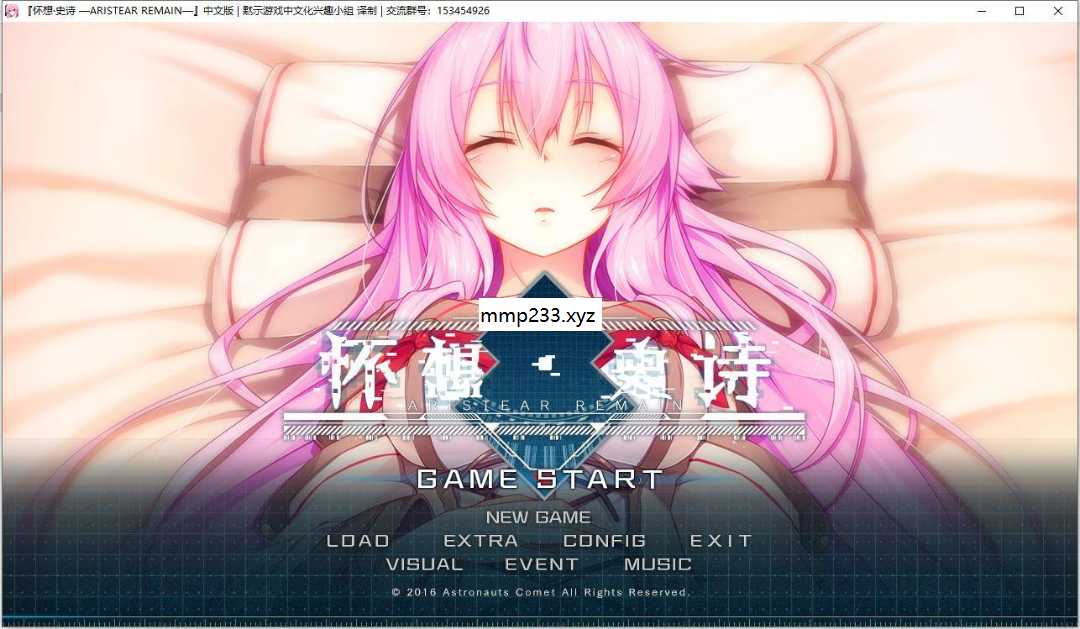 『怀想·史诗 —ARISTEAR REMAIN—』中文版 | 默示游戏中文化兴趣小组 译制 | 交流群号：153454926
mmp233.xyz
怀想史诗
ARISTEAR REMAIN
GAME START
NEW GAME
LOAD EXTRA CONFIG EXIT
VISUAL EVENT MUSIC
© 2016 Astronauts Comet All Rights Reserved.